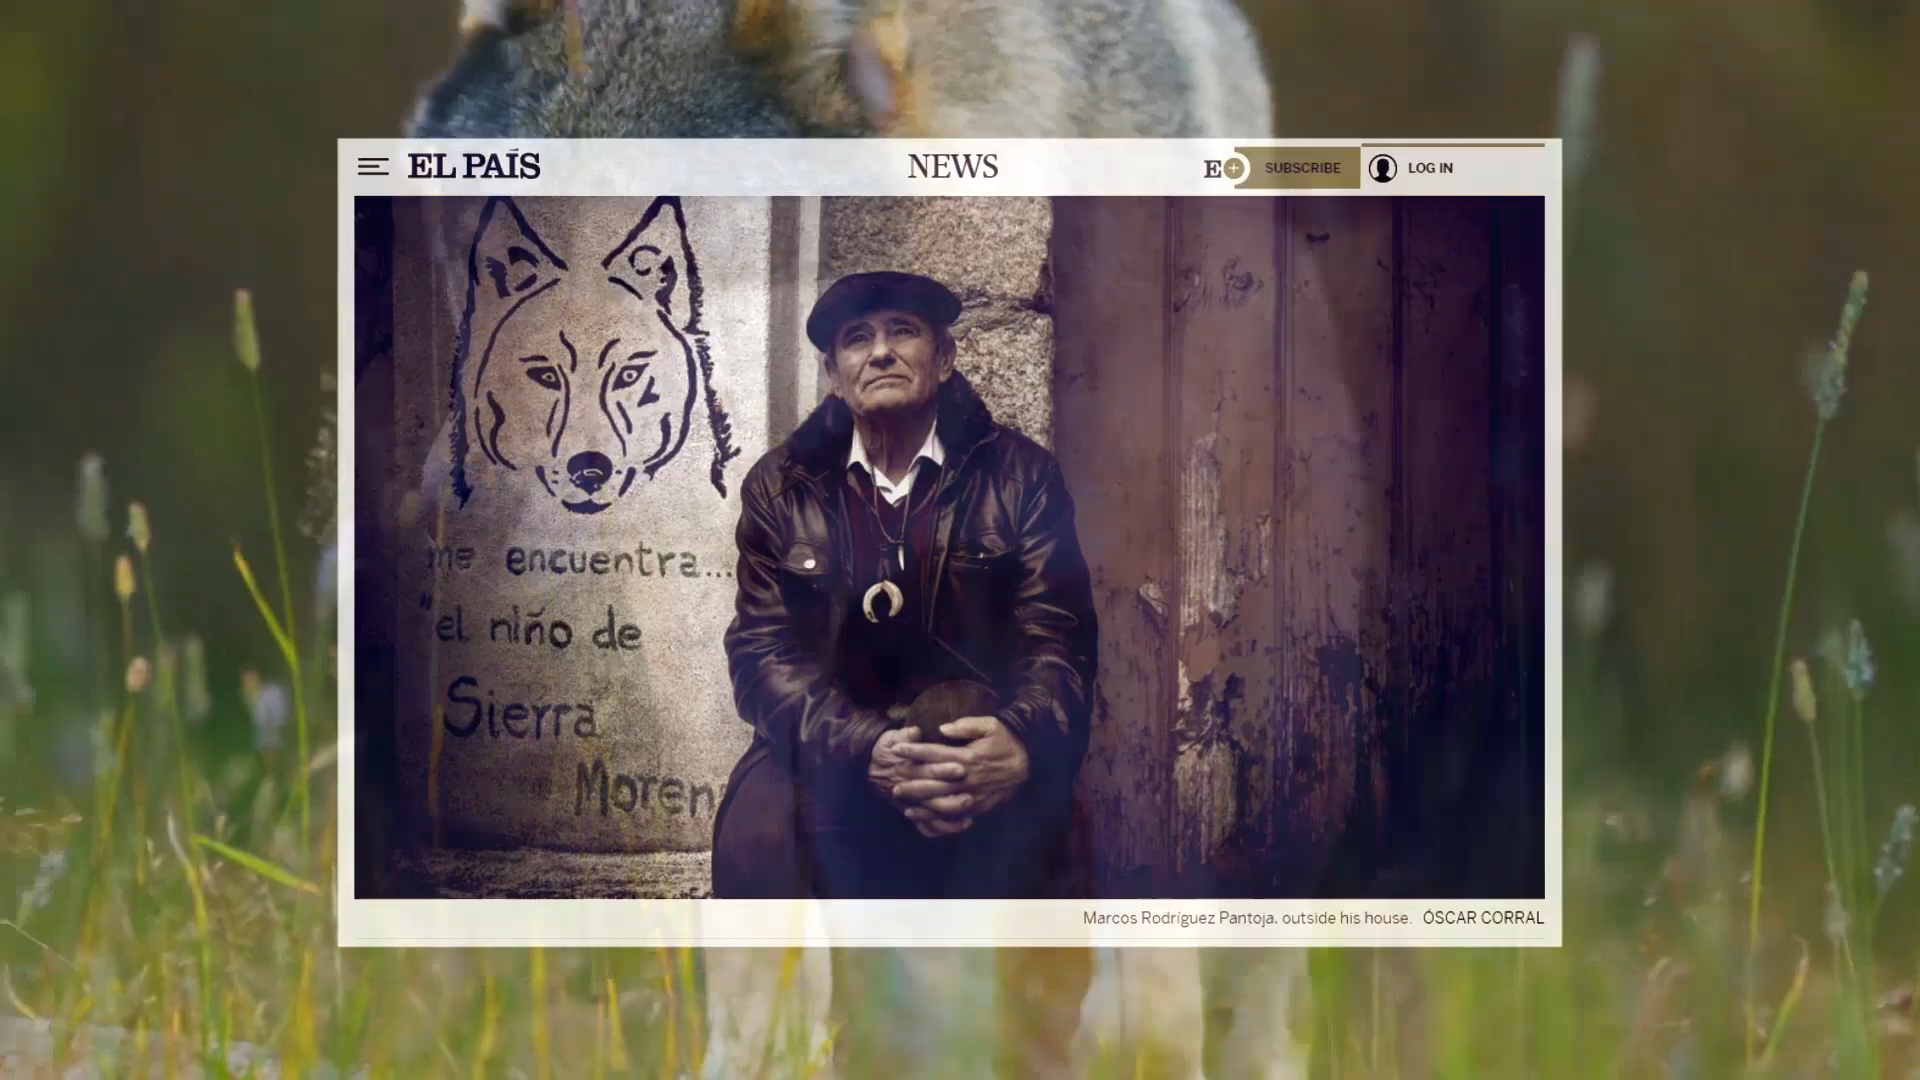 EL PAÍS
NEWS
E+
SUBSCRIBE
LOG IN
me encuentra...
"el niño de
Sierra
Moren
Marcos Rodríguez Pantoja, outside his house. ÓSCAR CORRAL